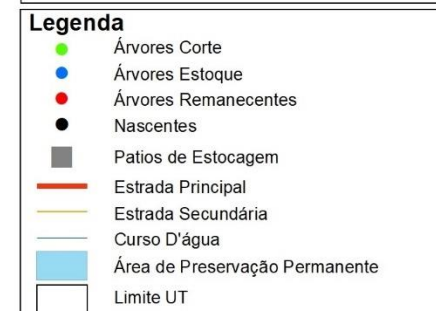 Legenda
Árvores Corte
Árvores Estoque
Árvores Remanecentes
Nascentes
Patios de Estocagem
Estrada Principal
Estrada Secundária
Curso D'água
Área de Preservação Permanente
Limite UT